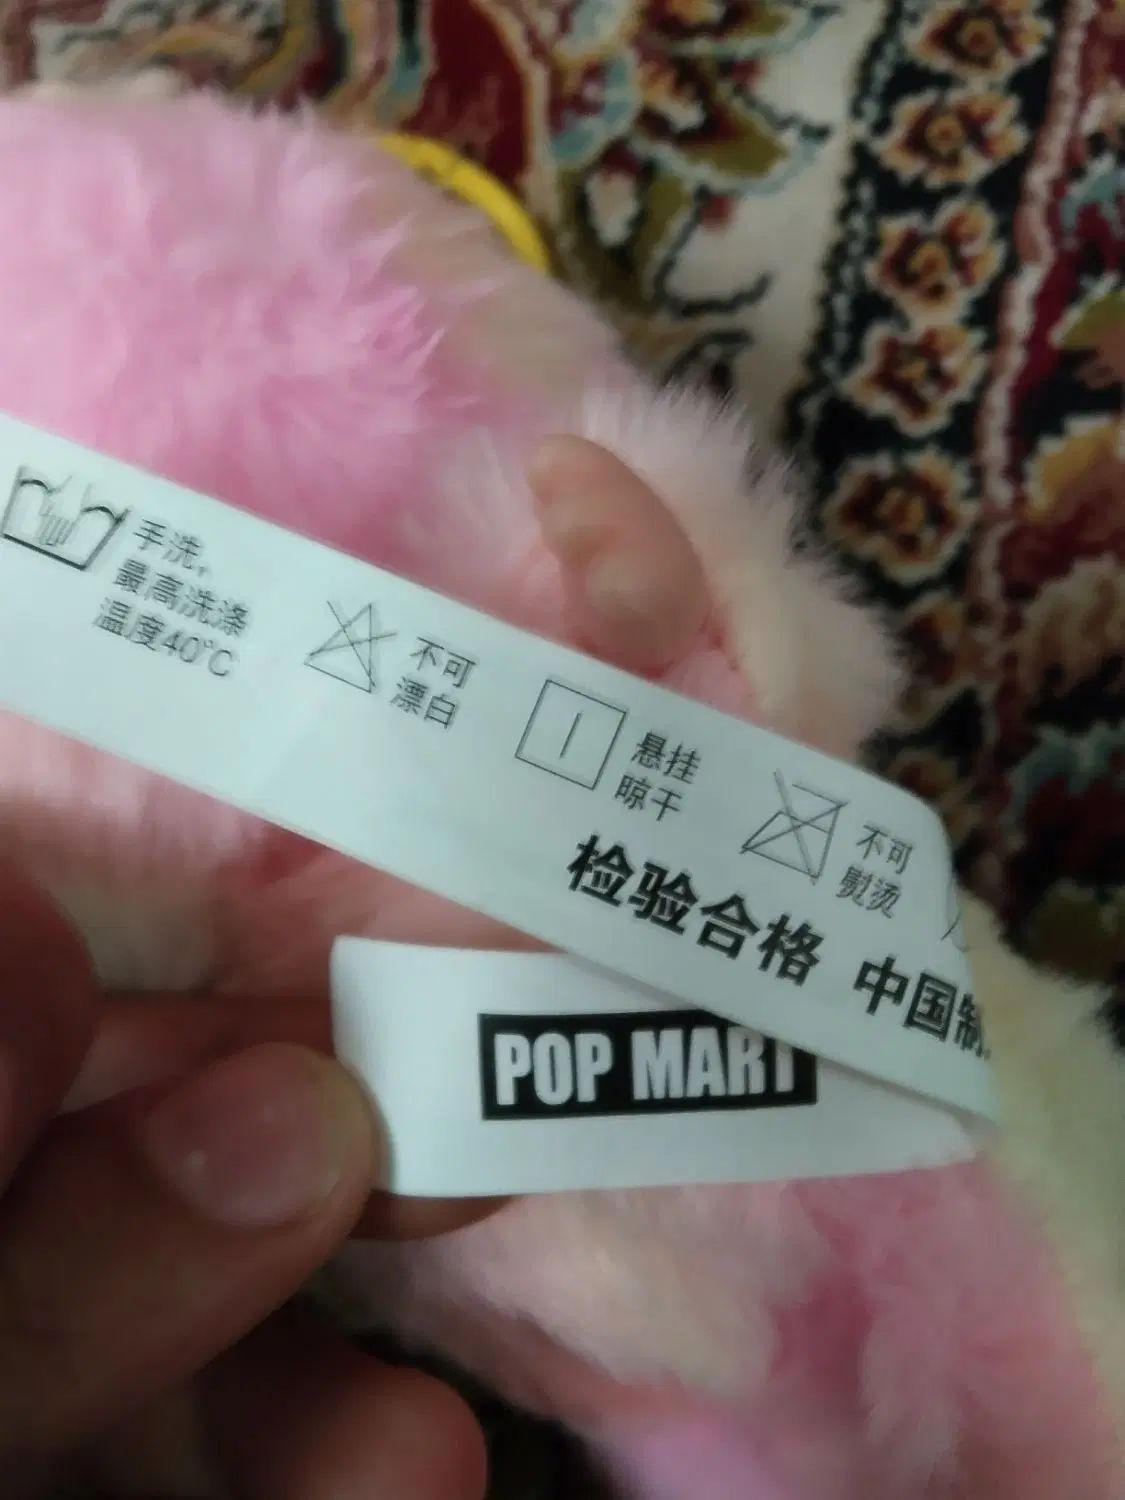 手洗，
最高洗涤
温度40°C
不可
漂白
悬挂
晾干
不可
熨烫
检验合格 中国制
POP MART